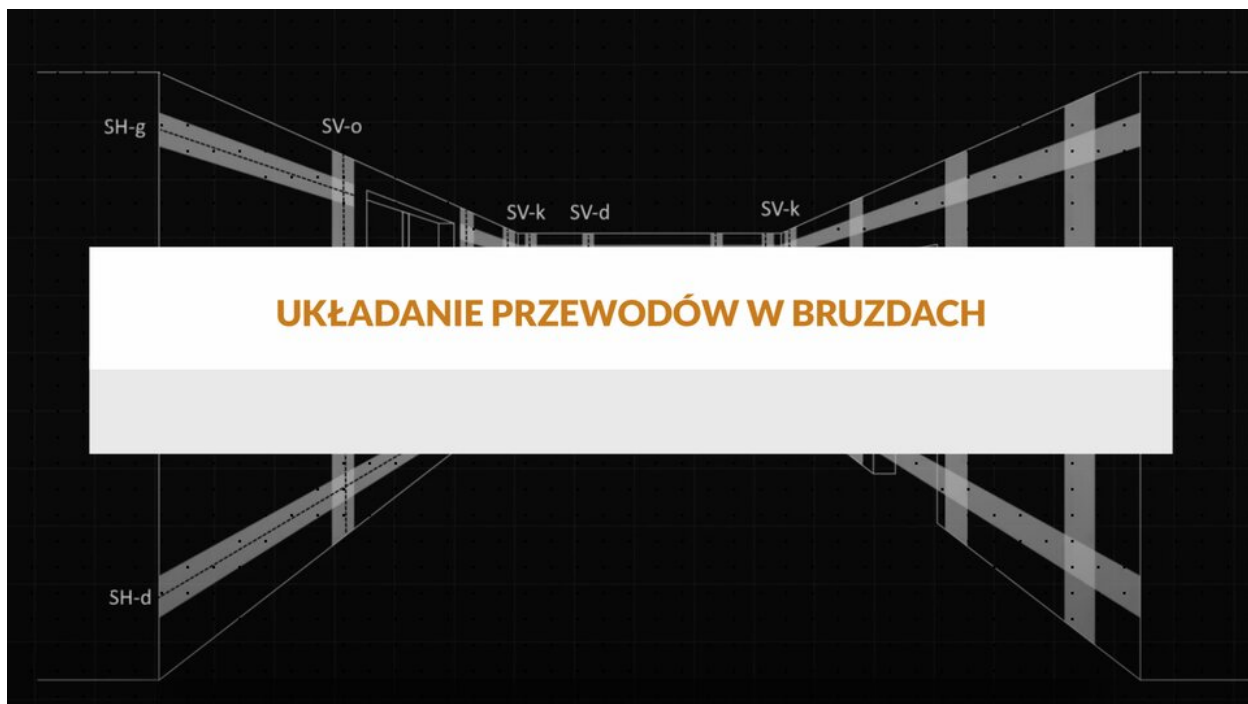 SH-g
SV-o
SV-k
SV-d
SV-k
UKŁADANIE PRZEWODÓW W BRUZDACH
SH-d